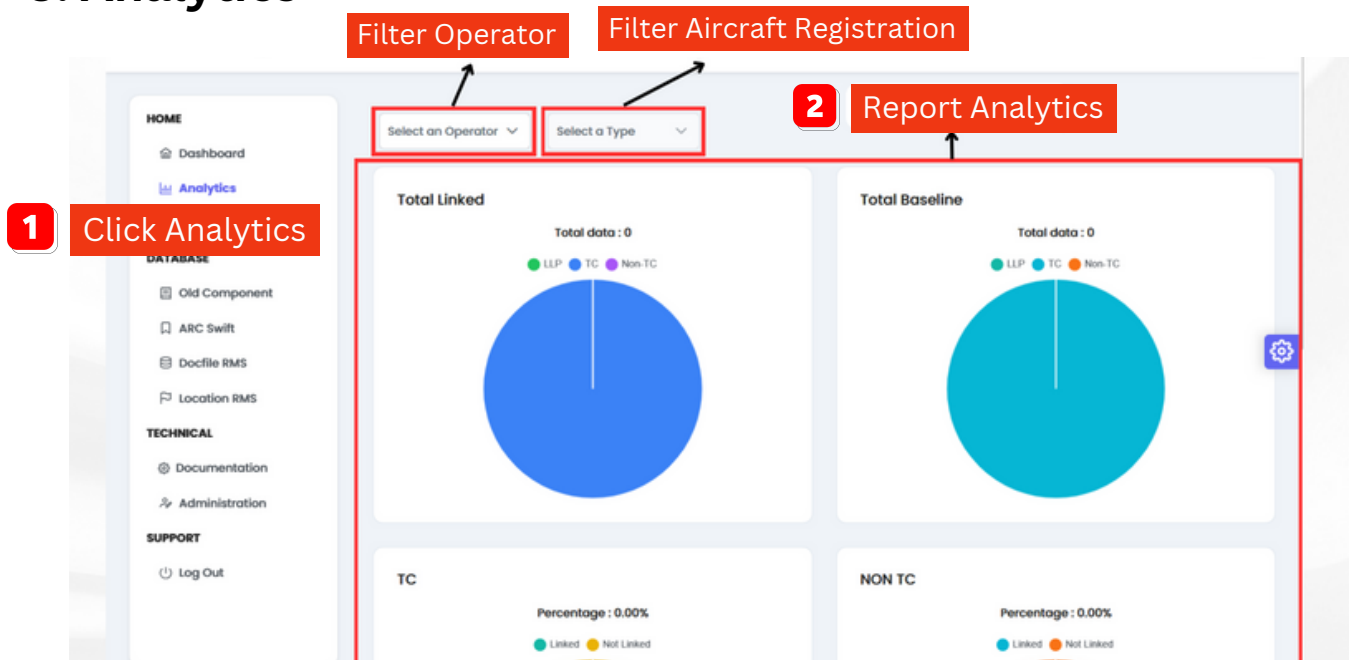 Analytics
Filter Operator
Filter Aircraft Registration
2 Report Analytics
Select an Operator
Select a Type
HOME
Dashboard
Analytics
1 Click Analytics
DATABASE
Old Component
ARC Swift
Docfile RMS
Location RMS
TECHNICAL
Documentation
Administration
SUPPORT
Log Out
Total Linked
Total data : 0
LLP TC Non-TC
Total Baseline
Total data : 0
LLP TC Non-TC
TC
Percentage : 0.00%
Linked Not Linked
NON TC
Percentage : 0.00%
Linked Not Linked